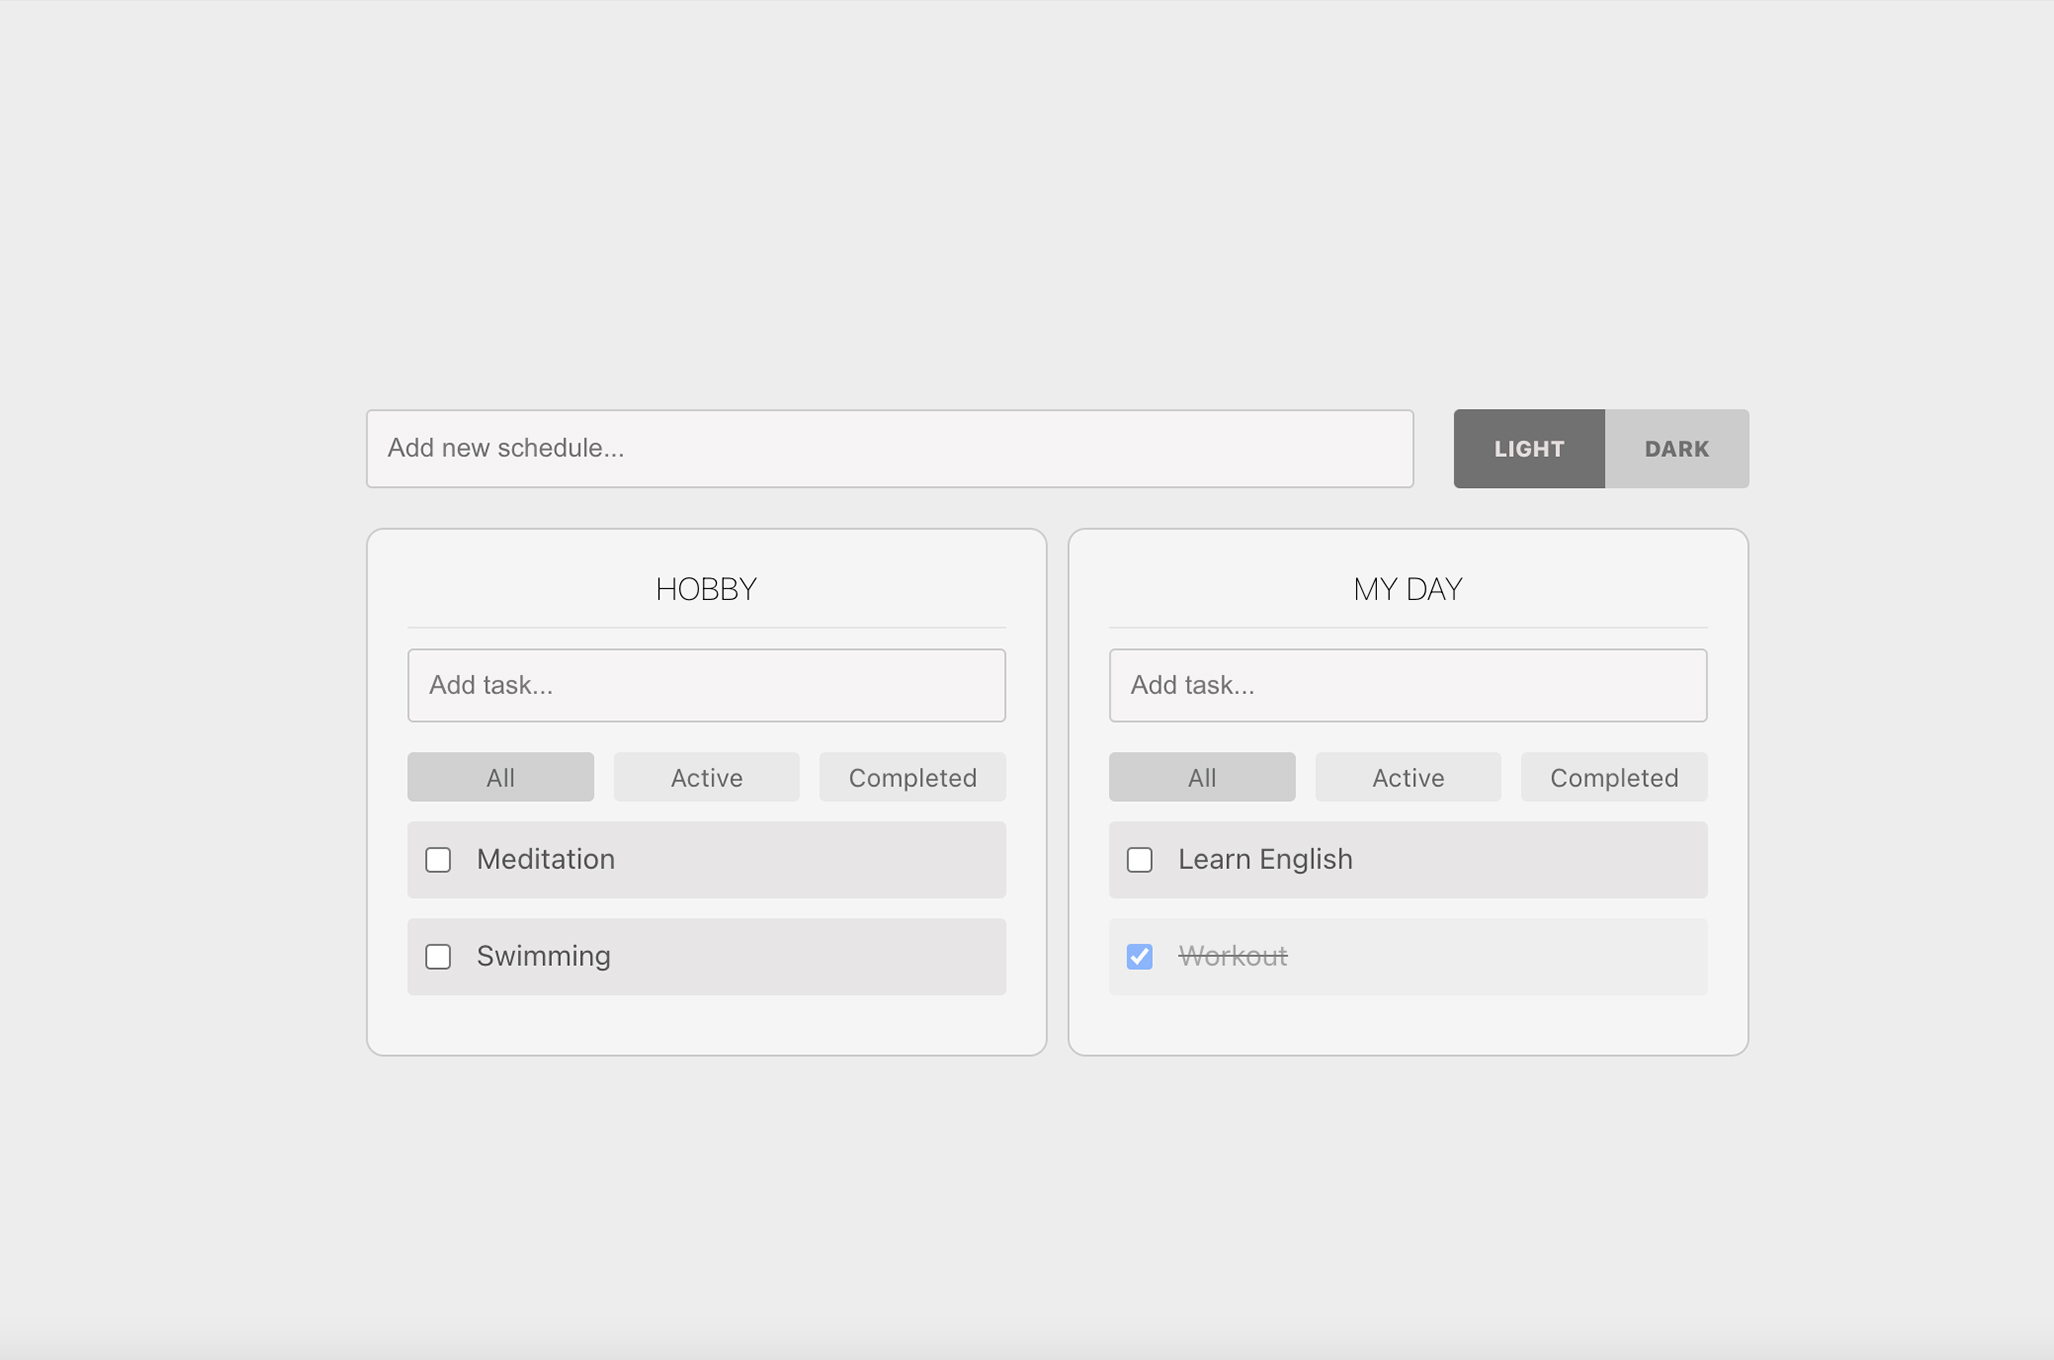 Add new schedule...
LIGHT
DARK
HOBBY
Add task...
All
Active
Completed
Meditation
Swimming
MY DAY
Add task...
All
Active
Completed
Learn English
Workout